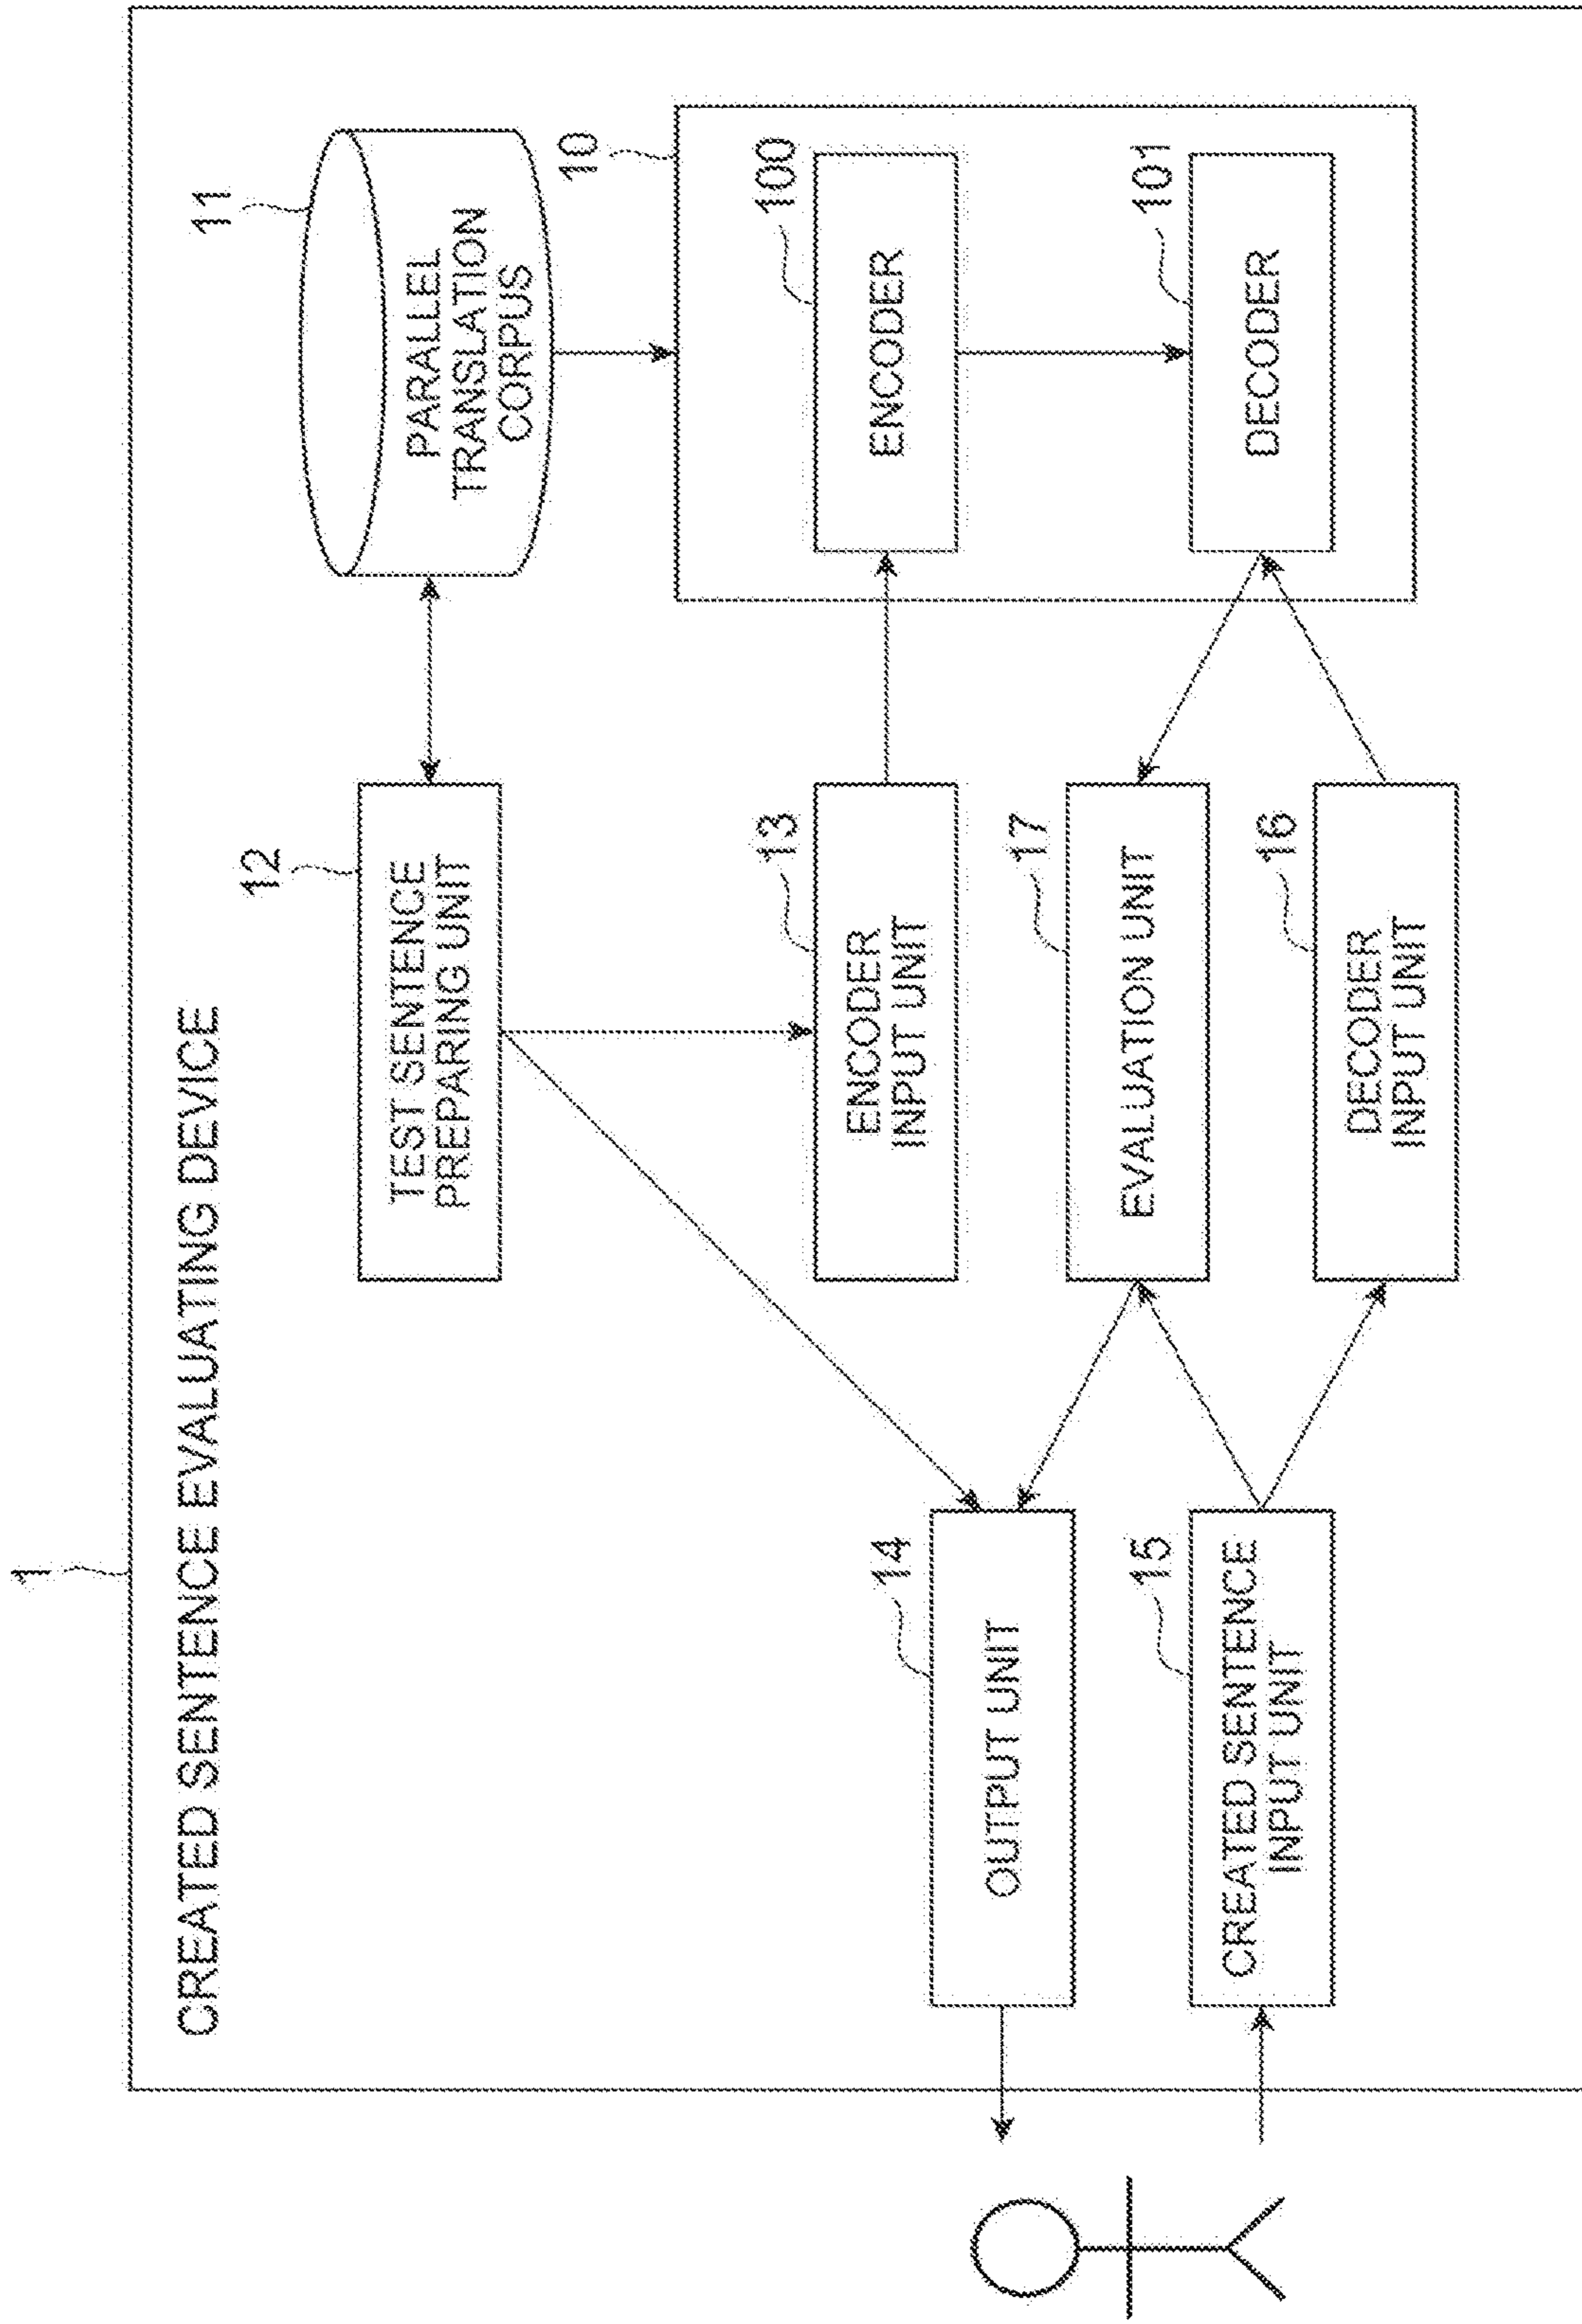 1
CREATED SENTENCE EVALUATING DEVICE
11
PARALLEL
TRANSLATION
CORPUS
12
TEST SENTENCE
PREPARING UNIT
10
13
ENCODER
INPUT UNIT
100
ENCODER
14
OUTPUT UNIT
17
EVALUATION UNIT
15
CREATED SENTENCE
INPUT UNIT
101
DECODER
16
DECODER
INPUT UNIT